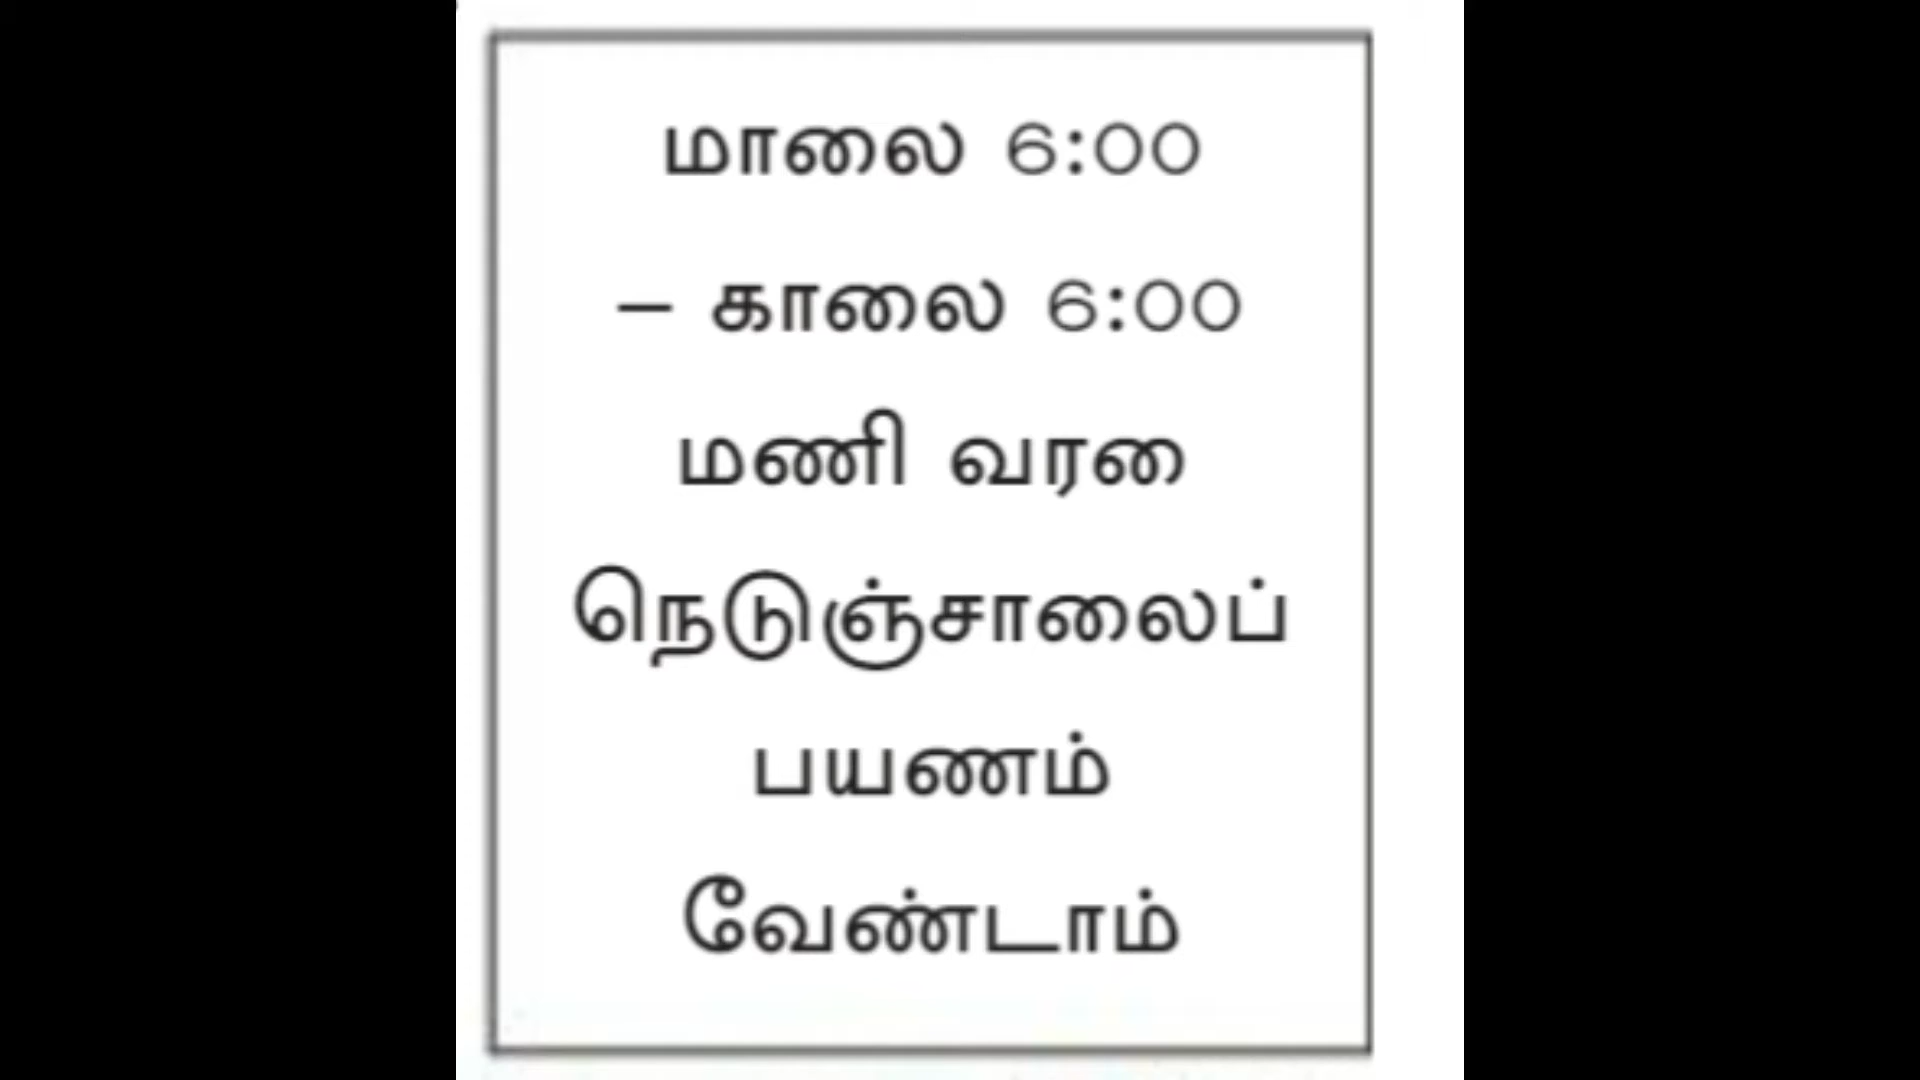 மாலை 6:00
– காலை 6:00
மணி வரை
நெடுஞ்சாலைப்
பயணம்
வேண்டாம்